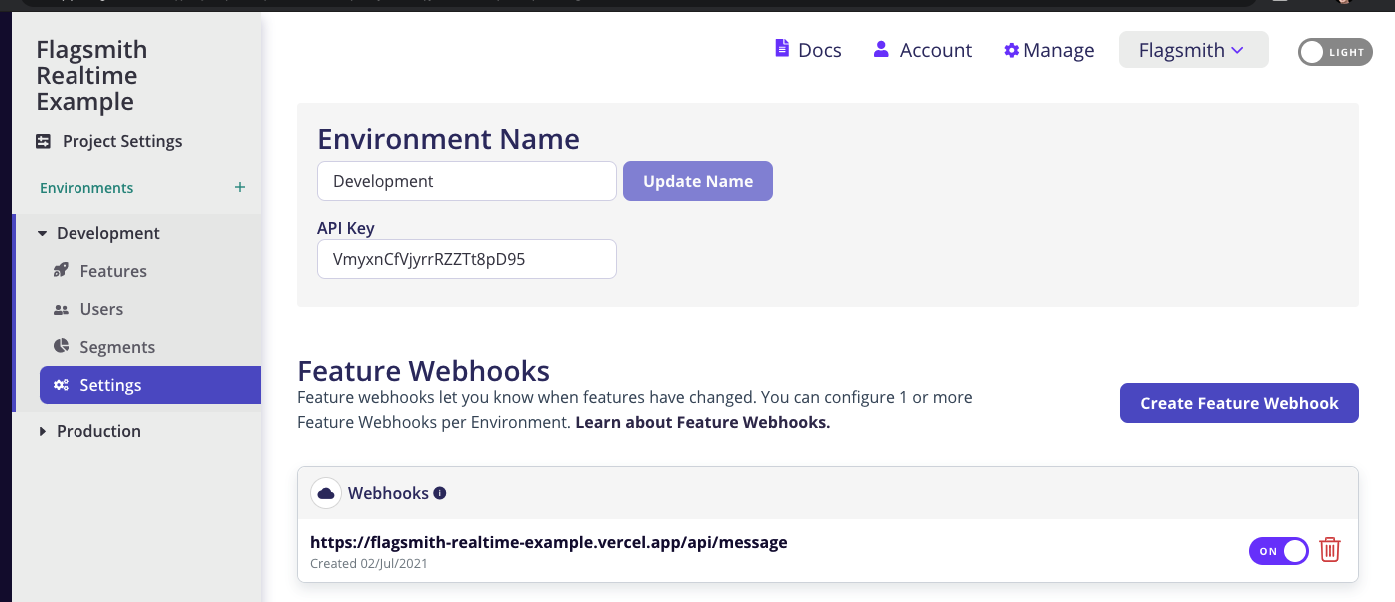 Flagsmith
Realtime
Example
Project Settings
Environments +
Development
Features
Users
Segments
Settings
Production
Docs
Account
Manage
Flagsmith
LIGHT
Environment Name
Development
Update Name
API Key
VmyxnCfVjyrrRZZTt8pD95
Feature Webhooks
Feature webhooks let you know when features have changed. You can configure 1 or more
Feature Webhooks per Environment. Learn about Feature Webhooks.
Create Feature Webhook
Webhooks
https://flagsmith-realtime-example.vercel.app/api/message
Created 02/Jul/2021
ON